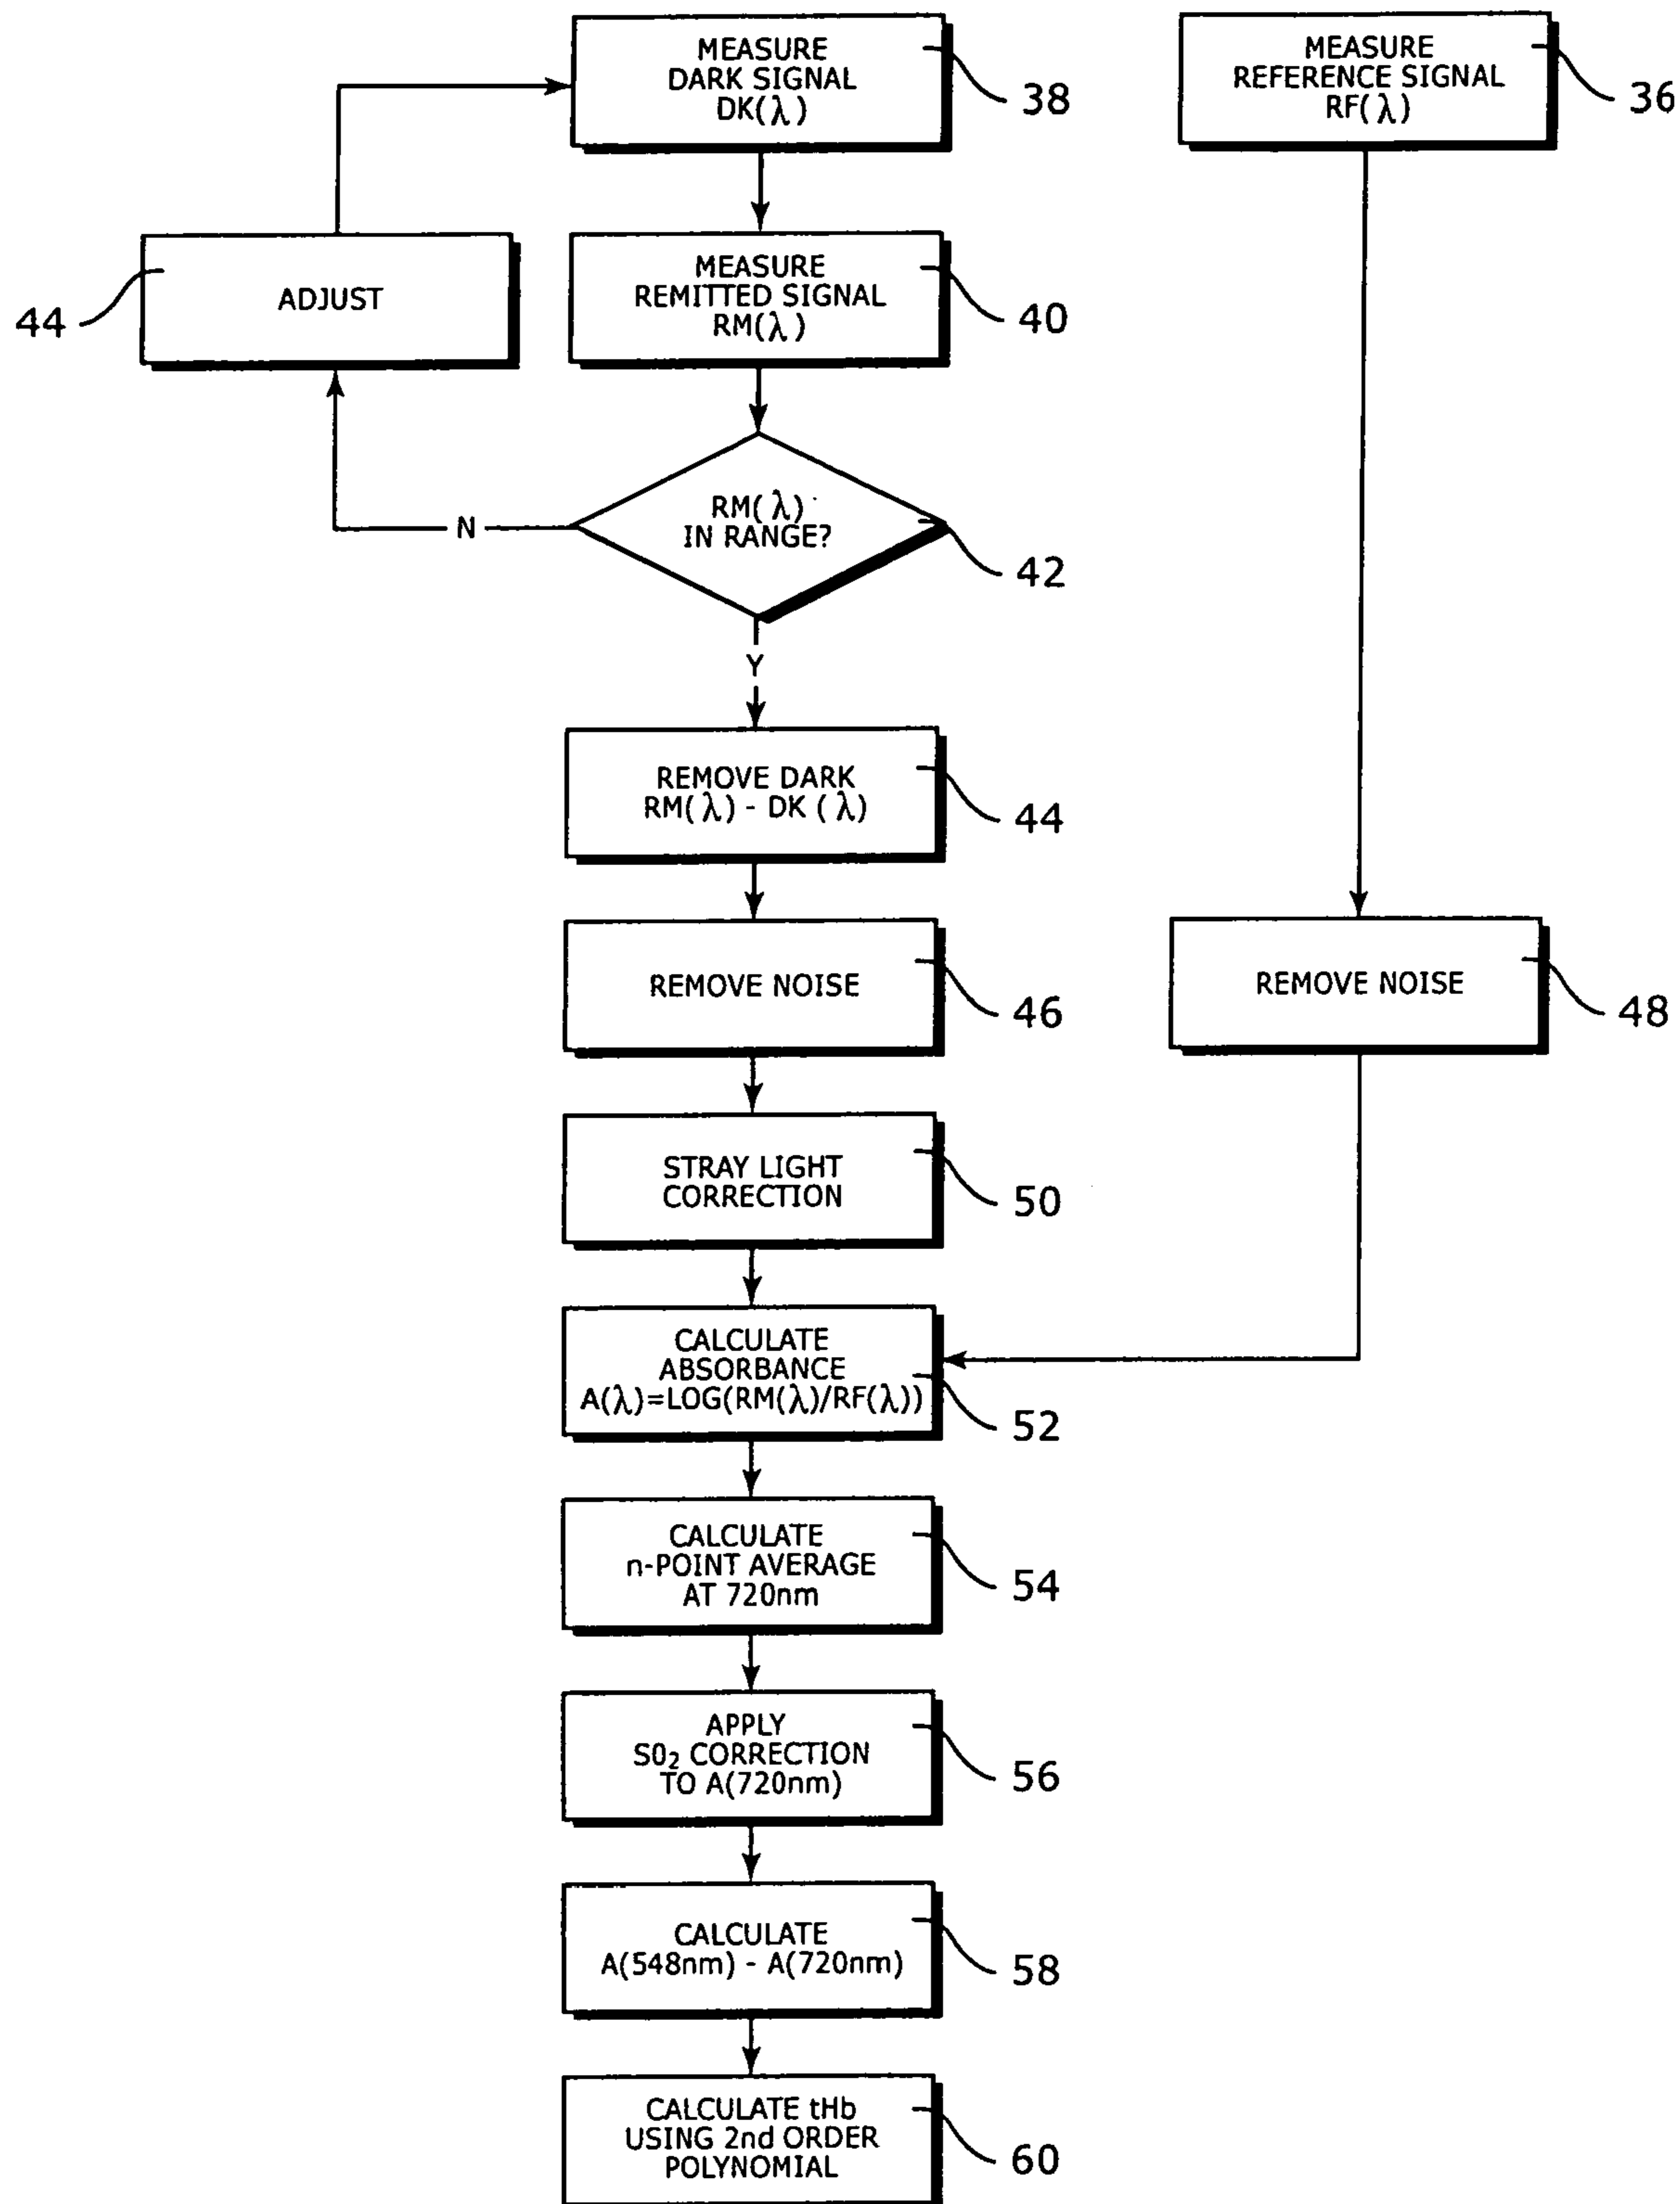 MEASURE
DARK SIGNAL
DK(λ)
38
MEASURE
REFERENCE SIGNAL
RF(λ)
36
44
ADJUST
MEASURE
REMITTED SIGNAL
RM(λ)
40
RM(λ)
IN RANGE?
42
N
Y
REMOVE DARK
RM(λ) - DK (λ)
44
REMOVE NOISE
46
REMOVE NOISE
48
STRAY LIGHT
CORRECTION
50
CALCULATE
ABSORBANCE
A(λ)=LOG(RM(λ)/RF(λ))
52
CALCULATE
n-POINT AVERAGE
AT 720nm
54
APPLY
S0₂ CORRECTION
TO A(720nm)
56
CALCULATE
A(548nm) - A(720nm)
58
CALCULATE tHb
USING 2nd ORDER
POLYNOMIAL
60